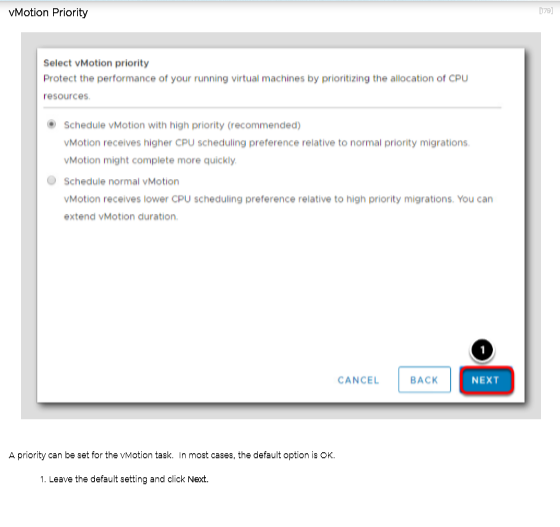 vMotion Priority
[179]
Select vMotion priority
Protect the performance of your running virtual machines by prioritizing the allocation of CPU
resources.
Schedule vMotion with high priority (recommended)
vMotion receives higher CPU scheduling preference relative to normal priority migrations.
vMotion might complete more quickly.
Schedule normal vMotion
vMotion receives lower CPU scheduling preference relative to high priority migrations. You can
extend vMotion duration.
1
CANCEL BACK NEXT
A priority can be set for the vMotion task. In most cases, the default option is OK.
1. Leave the default setting and click Next.